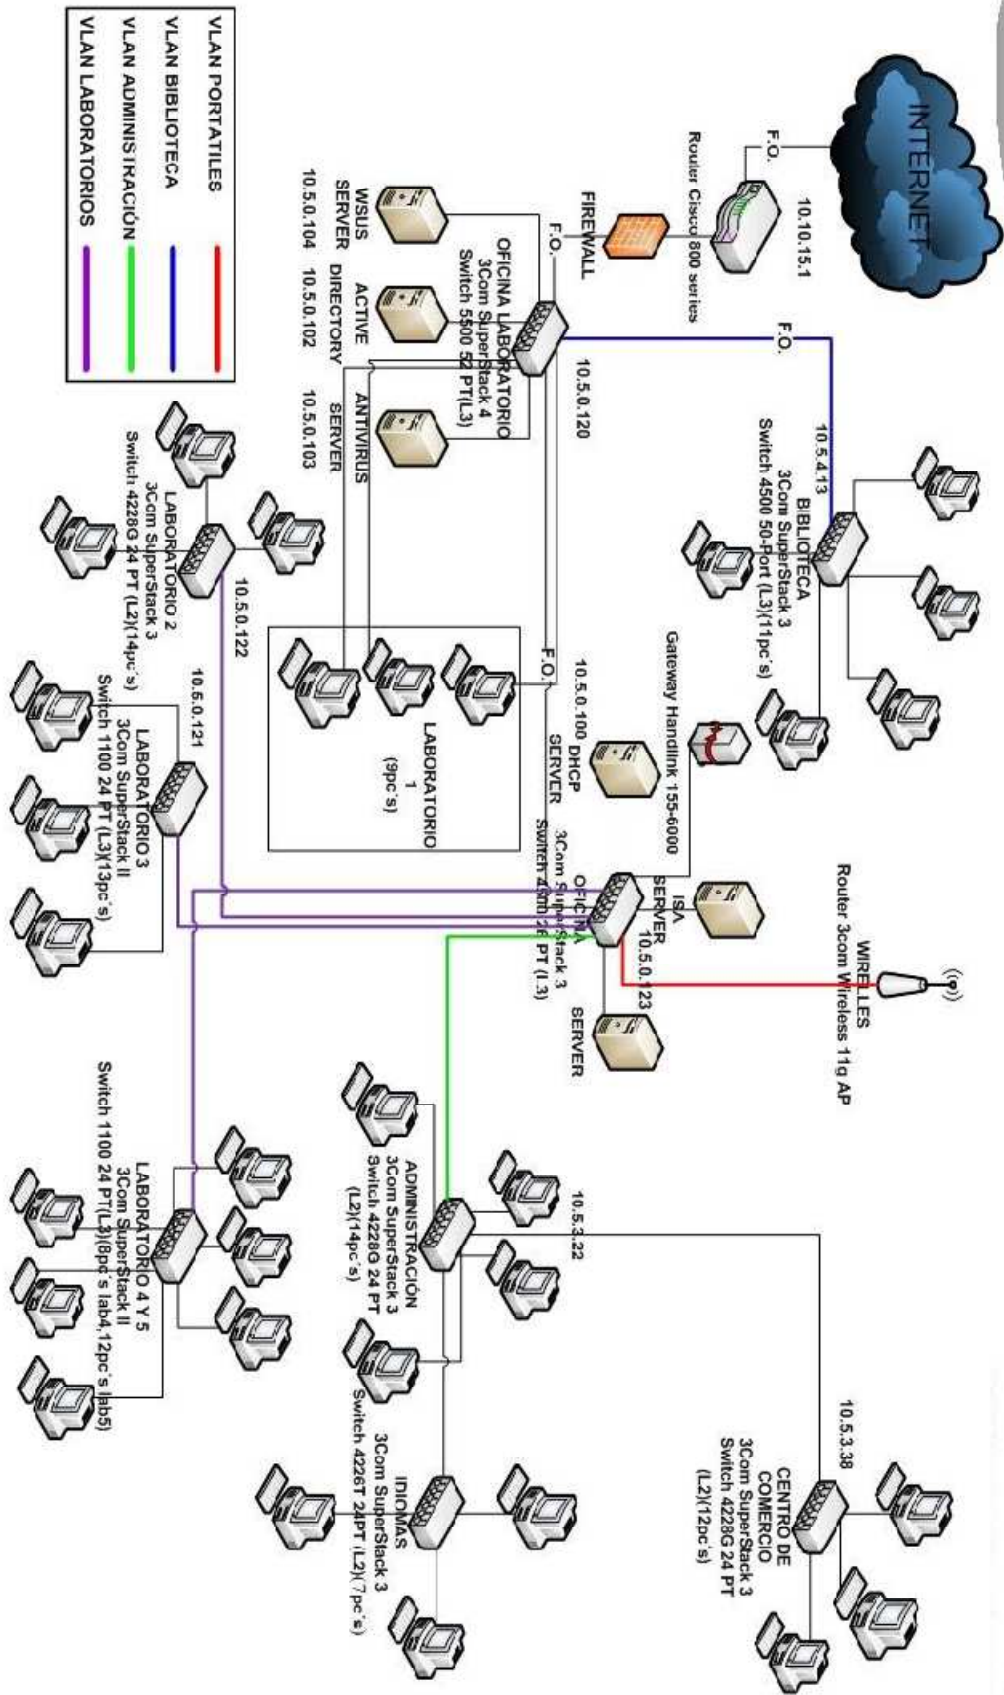 INTERNET
F.O.
10.10.15.1
Router Cisco 800 series
FIREWALL
F.O.
F.O.
10.5.4.13
BIBLIOTECA
3Com SuperStack 3
Switch 4500 50-Port (L3)(11pc´s)
Gateway Handlink 155-6000
WIRELLES
Router 3com Wireless 11g AP
10.5.3.38
CENTRO DE
COMERCIO
3Com SuperStack 3
Switch 4228G 24 PT
(L2)(12pc´s)
10.5.0.120
OFICINA LABORATORIO
3Com SuperStack 4
Switch 5500 52 PT(L3)
WSUS
SERVER
10.5.0.104
ACTIVE
DIRECTORY
10.5.0.102
ANTIVIRUS
SERVER
10.5.0.103
F.O.
10.5.0.100
DHCP
SERVER
ISA
SERVER
10.5.0.123
OFICINA
3Com SuperStack 3
Switch 4500 26 PT (L3)
SERVER
10.5.3.22
ADMINISTRACIÓN
3Com SuperStack 3
Switch 4228G 24 PT
(L2)(14pc´s)
IDIOMAS
3Com SuperStack 3
Switch 4226T 24PT (L2)(7pc´s)
LABORATORIO
1
(9pc´s)
10.5.0.122
LABORATORIO 2
3Com SuperStack 3
Switch 4228G 24 PT (L2)(14pc´s)
10.5.0.121
LABORATORIO 3
3Com SuperStack II
Switch 1100 24 PT (L3)(13pc´s)
LABORATORIO 4 Y 5
3Com SuperStack II
Switch 1100 24 PT(L3)(8pc´s lab4,12pc´s lab5)
VLAN PORTATILES
VLAN BIBLIOTECA
VLAN ADMINISTRACIÓN
VLAN LABORATORIOS